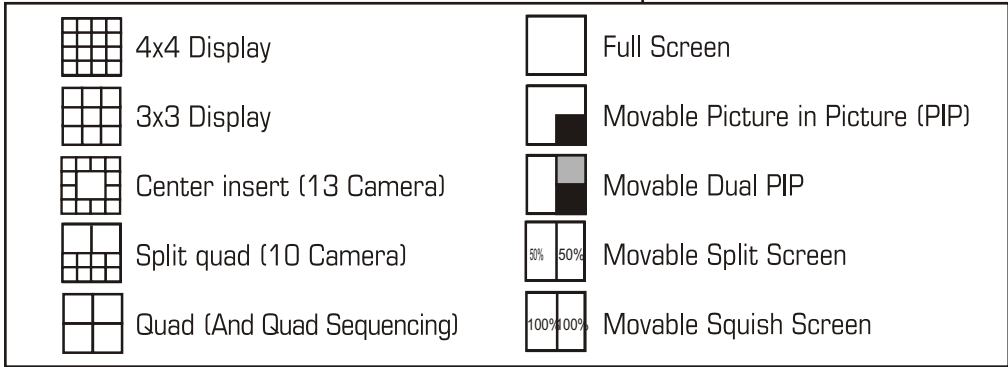 4x4 Display
3x3 Display
Center insert (13 Camera)
Split quad (10 Camera)
Quad (And Quad Sequencing)
Full Screen
Movable Picture in Picture (PIP)
Movable Dual PIP
50% 50% Movable Split Screen
100% 100% Movable Squish Screen